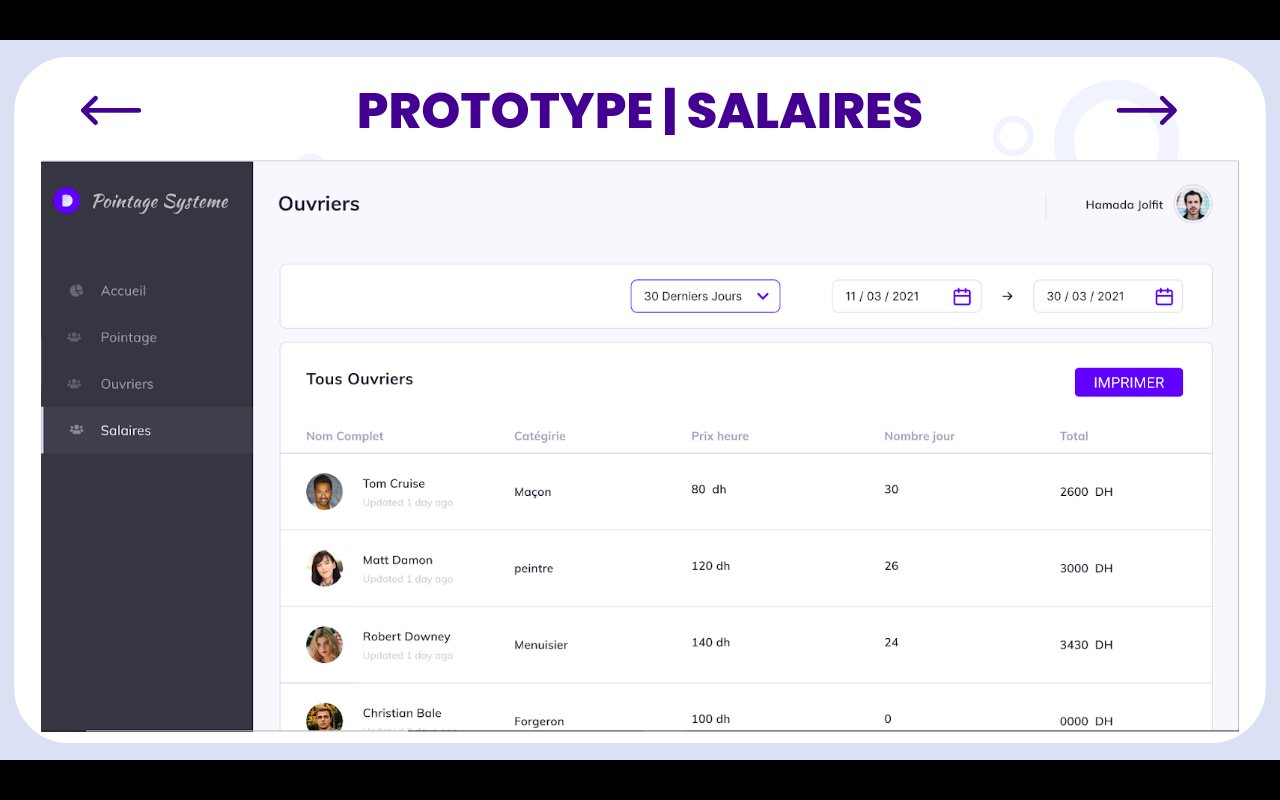 PROTOTYPE | SALAIRES
Pointage Systeme
Ouvriers
Hamada Jolfit
Accueil
Pointage
Ouvriers
Salaires
30 Derniers Jours
11 / 03 / 2021
30 / 03 / 2021
Tous Ouvriers
IMPRIMER
Nom Complet Catégirie Prix heure Nombre jour Total
Tom Cruise
Updated 1 day ago
Maçon
80 dh
30
2600 DH
Matt Damon
Updated 1 day ago
peintre
120 dh
26
3000 DH
Robert Downey
Updated 1 day ago
Menuisier
140 dh
24
3430 DH
Christian Bale
Forgeron
100 dh
0
0000 DH